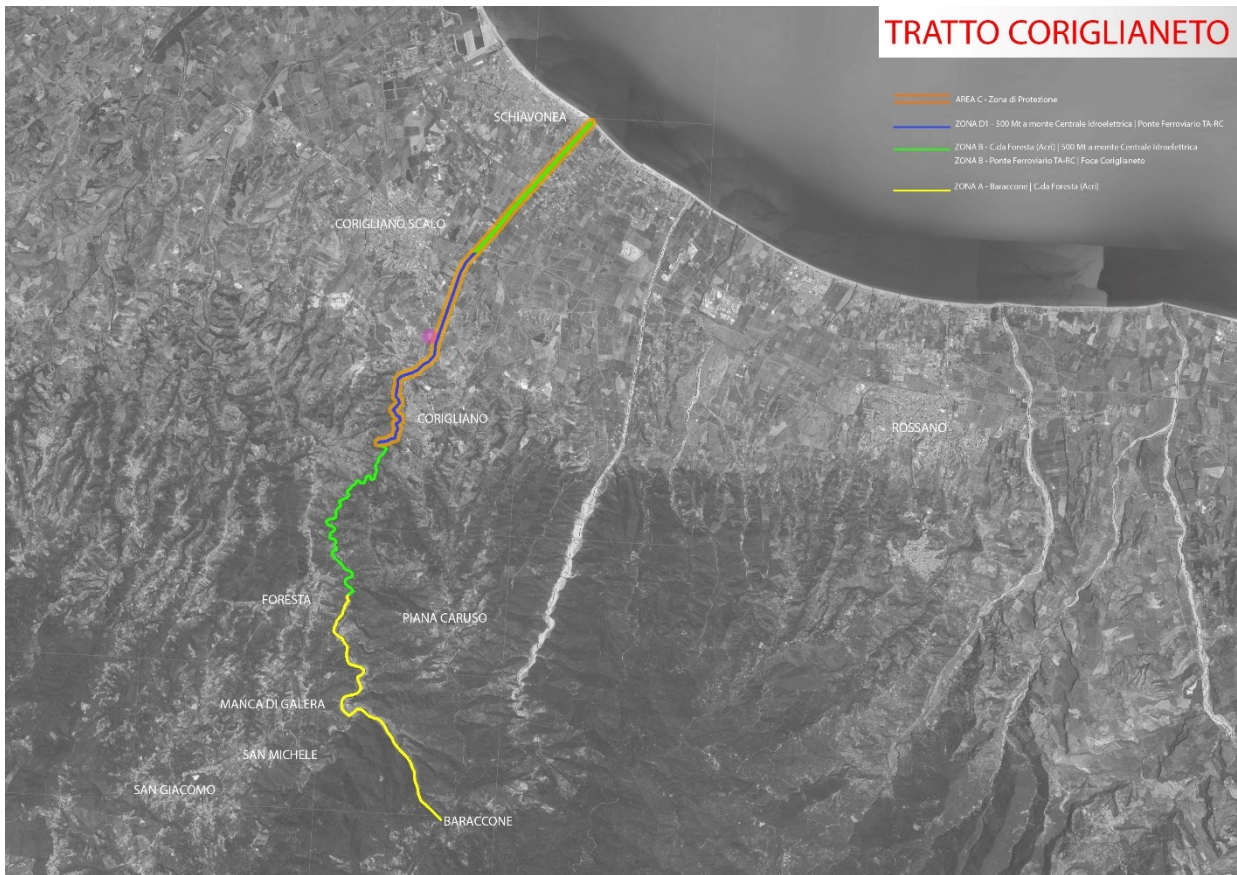 TRATTO CORIGLIANETO
AREA C - Zona di Protezione
ZONA D1 - 500 Mt a monte Centrale Idroelettrica | Ponte Ferroviario TA-RC
ZONA B - C.da Foresta (Acri) | 500 Mt a monte Centrale Idroelettrica
ZONA B - Ponte Ferroviario TA-RC | Foce Coriglianeto
ZONA A - Baraccone | C.da Foresta (Acri)
SCHIAVONEA
CORIGLIANO SCALO
CORIGLIANO
ROSSANO
FORESTA
PIANA CARUSO
MANCA DI GALERA
SAN MICHELE
SAN GIACOMO
BARACCONE